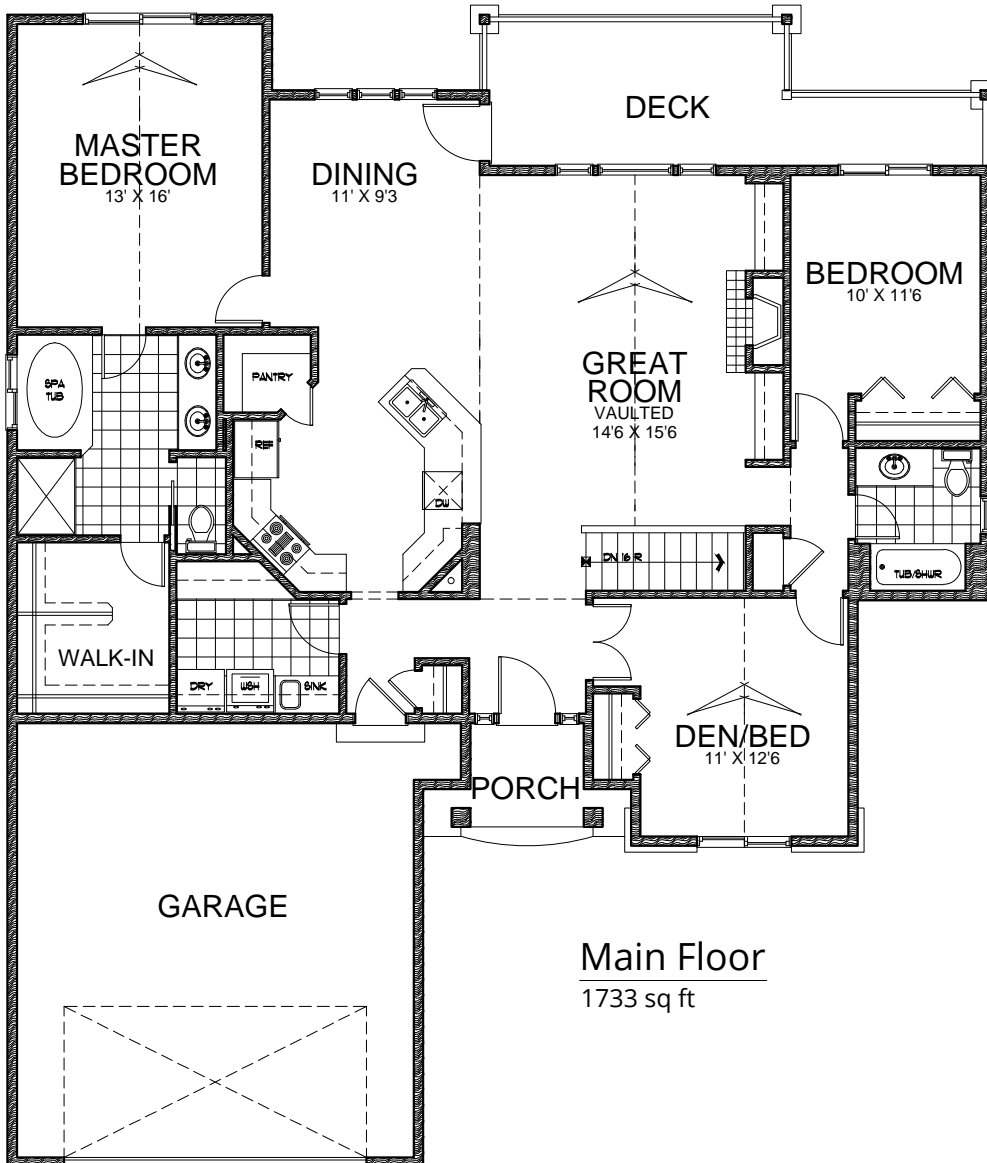 DECK
MASTER
BEDROOM
13' X 16'
DINING
11' X 9'3
BEDROOM
10' X 11'6
GREAT
ROOM
VAULTED
14'6 X 15'6
SPA
TUB
PANTRY
REF
DW
DN 16 R
TUB/SHWR
WALK-IN
DRY
WSH
SINK
DEN/BED
11' X 12'6
PORCH
GARAGE
Main Floor
1733 sq ft